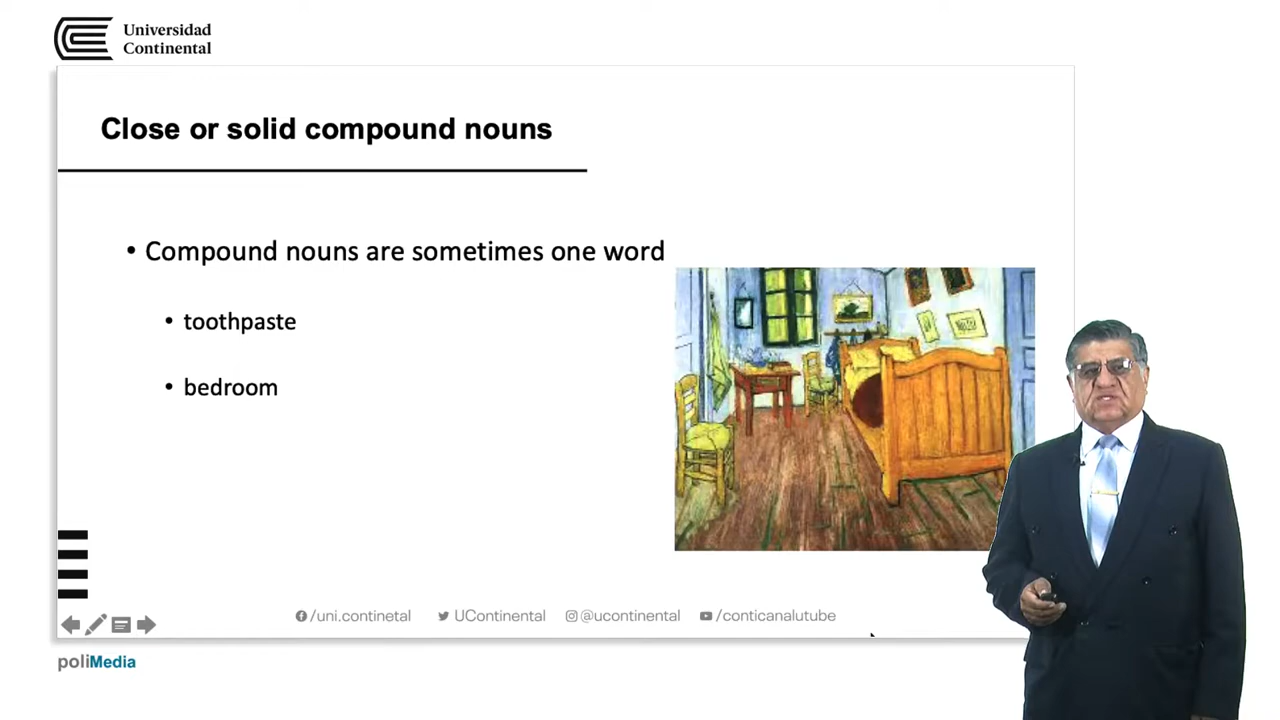 Universidad
Continental
Close or solid compound nouns
• Compound nouns are sometimes one word
• toothpaste
• bedroom
/uni.continetal UContinental @ucontinental /conticanalutube
poliMedia